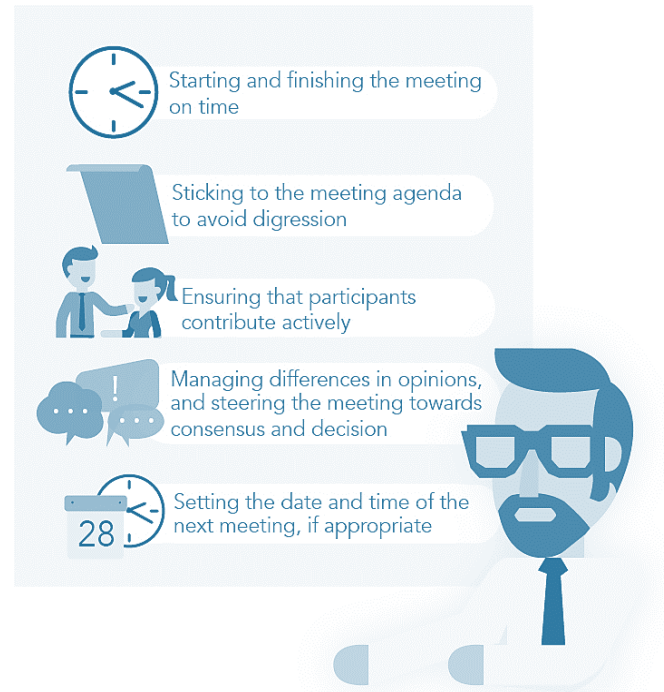 Starting and finishing the meeting
on time
Sticking to the meeting agenda
to avoid digression
Ensuring that participants
contribute actively
!
Managing differences in opinions,
and steering the meeting towards
consensus and decision
28
Setting the date and time of the
next meeting, if appropriate